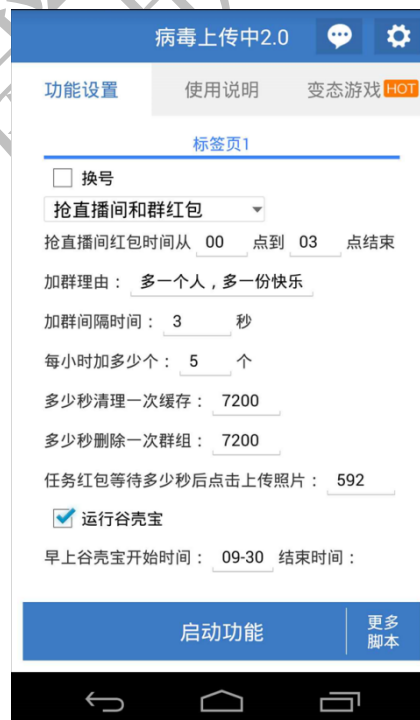 病毒上传中2.0
功能设置 使用说明 变态游戏 HOT
标签页1
换号
抢直播间和群红包
抢直播间红包时间从 00 点到 03 点结束
加群理由： 多一个人，多一份快乐
加群间隔时间： 3 秒
每小时加多少个： 5 个
多少秒清理一次缓存： 7200
多少秒删除一次群组： 7200
任务红包等待多少秒后点击上传照片： 592
运行谷壳宝
早上谷壳宝开始时间： 09-30 结束时间：
启动功能 更多
脚本